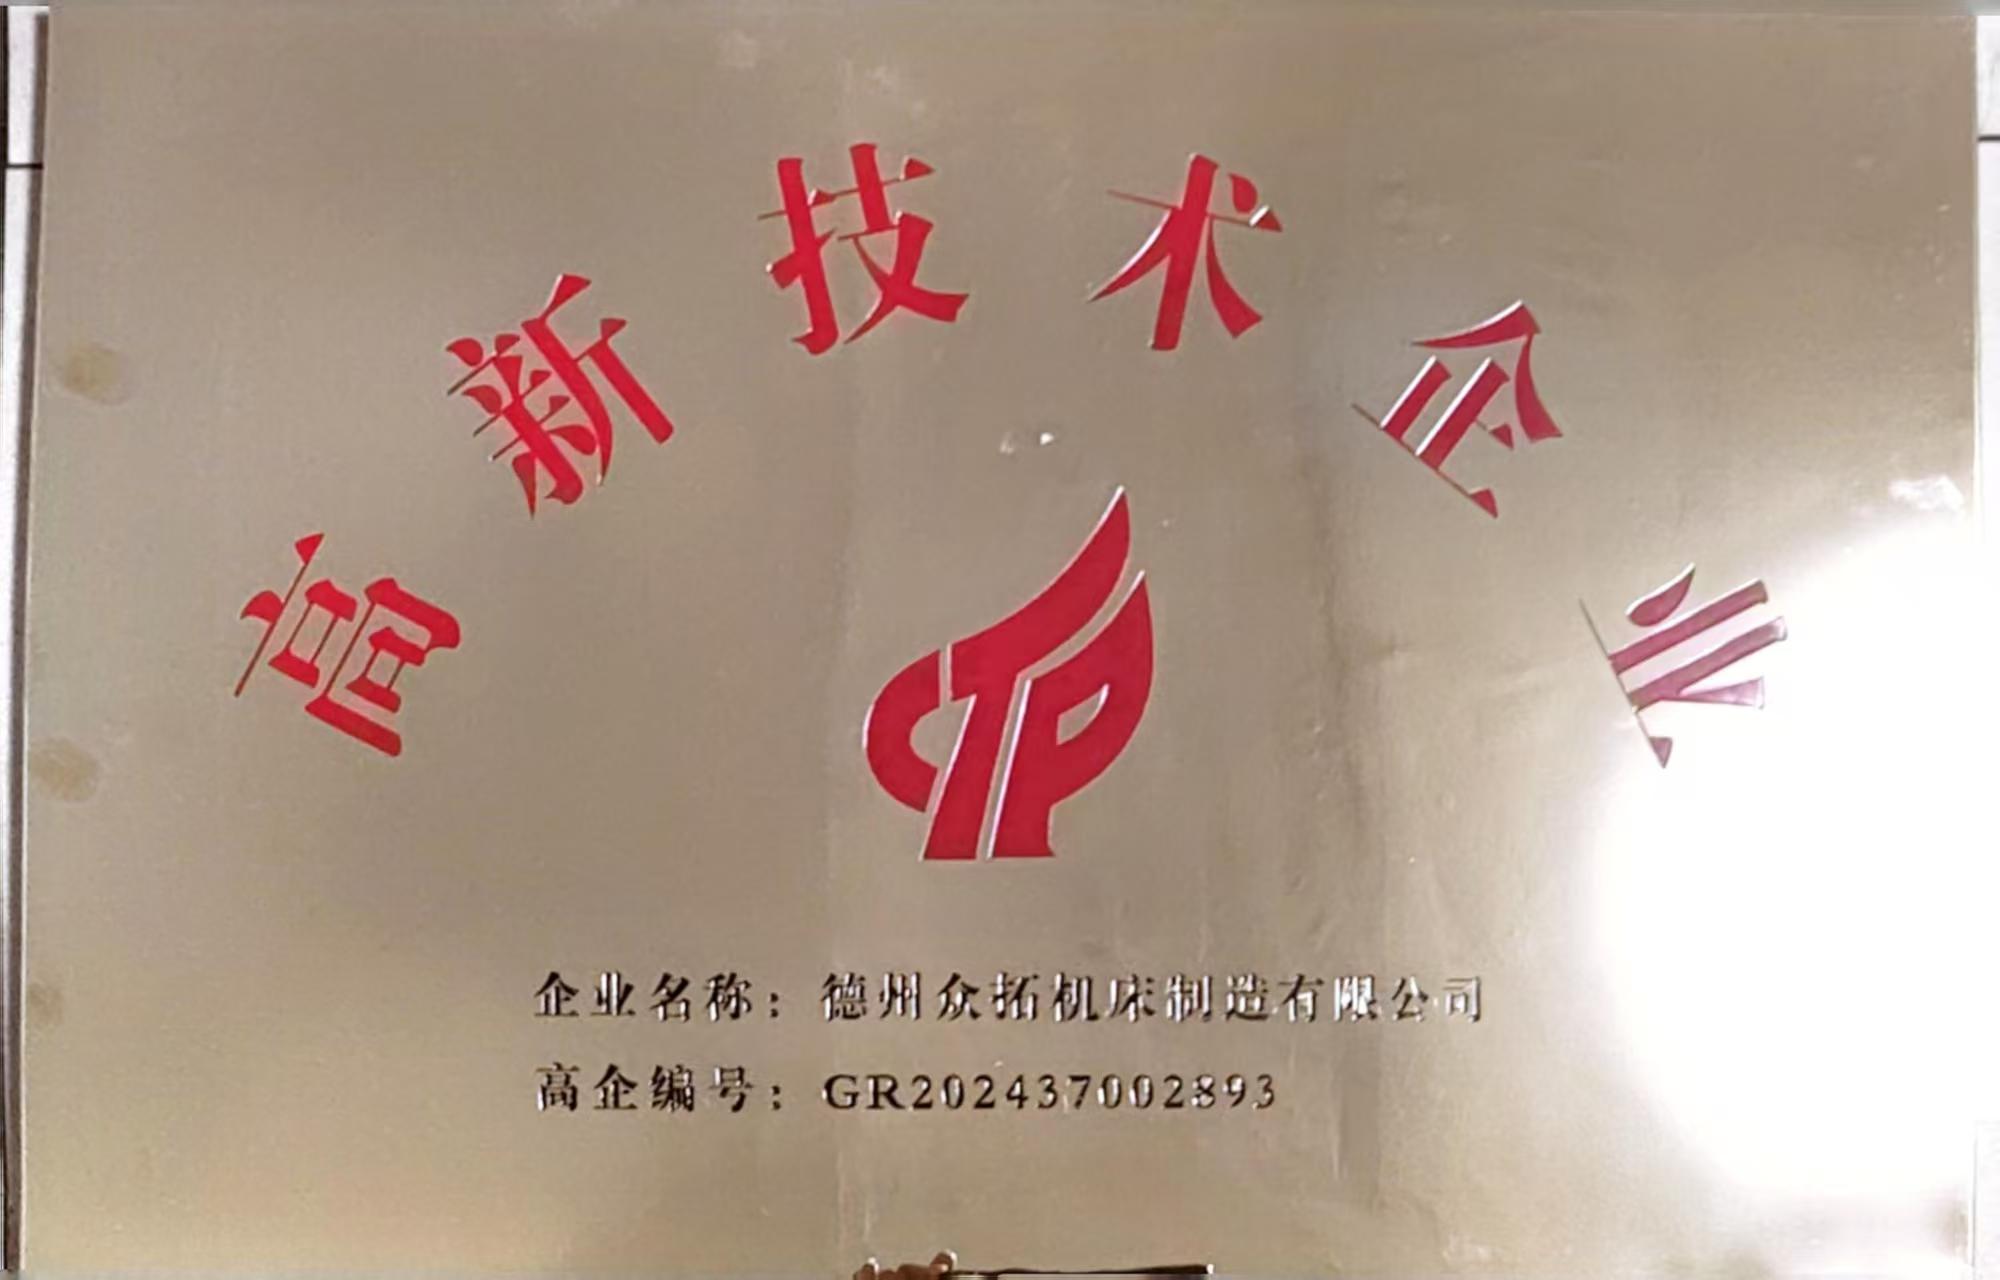 高新技术企业
CTP
企业名称：德州众拓机床制造有限公司
高企编号：GR202437002893